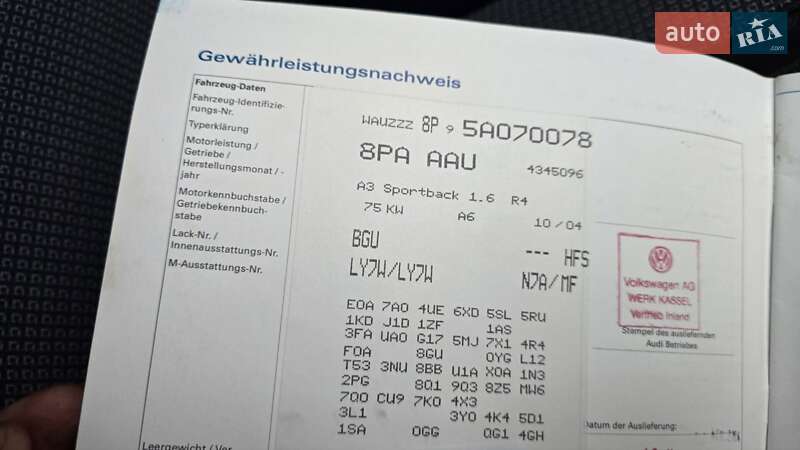 auto RIA .com
Gewährleistungsnachweis
Fahrzeug-Daten
Fahrzeug-Identifizie-
rungs-Nr.
Typerklärung
Motorleistung /
Getriebe /
Herstellungsmonat / -
jahr
Motorkennbuchstabe /
Getriebekennbuch-
stabe
Lack-Nr. /
Innenausstattungs-Nr.
M-Ausstattungs-Nr.
WAUZZZ 8P 9 5A070078
8PA AAU 4345096
A3 Sportback 1.6 R4
75 KW A6 10/04
BGU --- HFS
LY7W/LY7W N7A/MF
E0A 7A0 4UE 6XD 5SL 5RU
1KD J1D 1ZF 1AS
3FA UA0 G17 5MJ 7X1 4R4
F0A 8GU 0YG L12
T53 3NU 8BB U1A X0A 1N3
2PG 8Q1 9Q3 8Z5 MW6
7Q0 CU9 7K0 4X3
3L1 3Y0 4K4 5D1
1SA 0GG QG1 4GH
Volkswagen AG
WERK KASSEL
Vertrieb Inland
Stempel des ausliefernden
Audi Betriebes
Datum der Auslieferung: